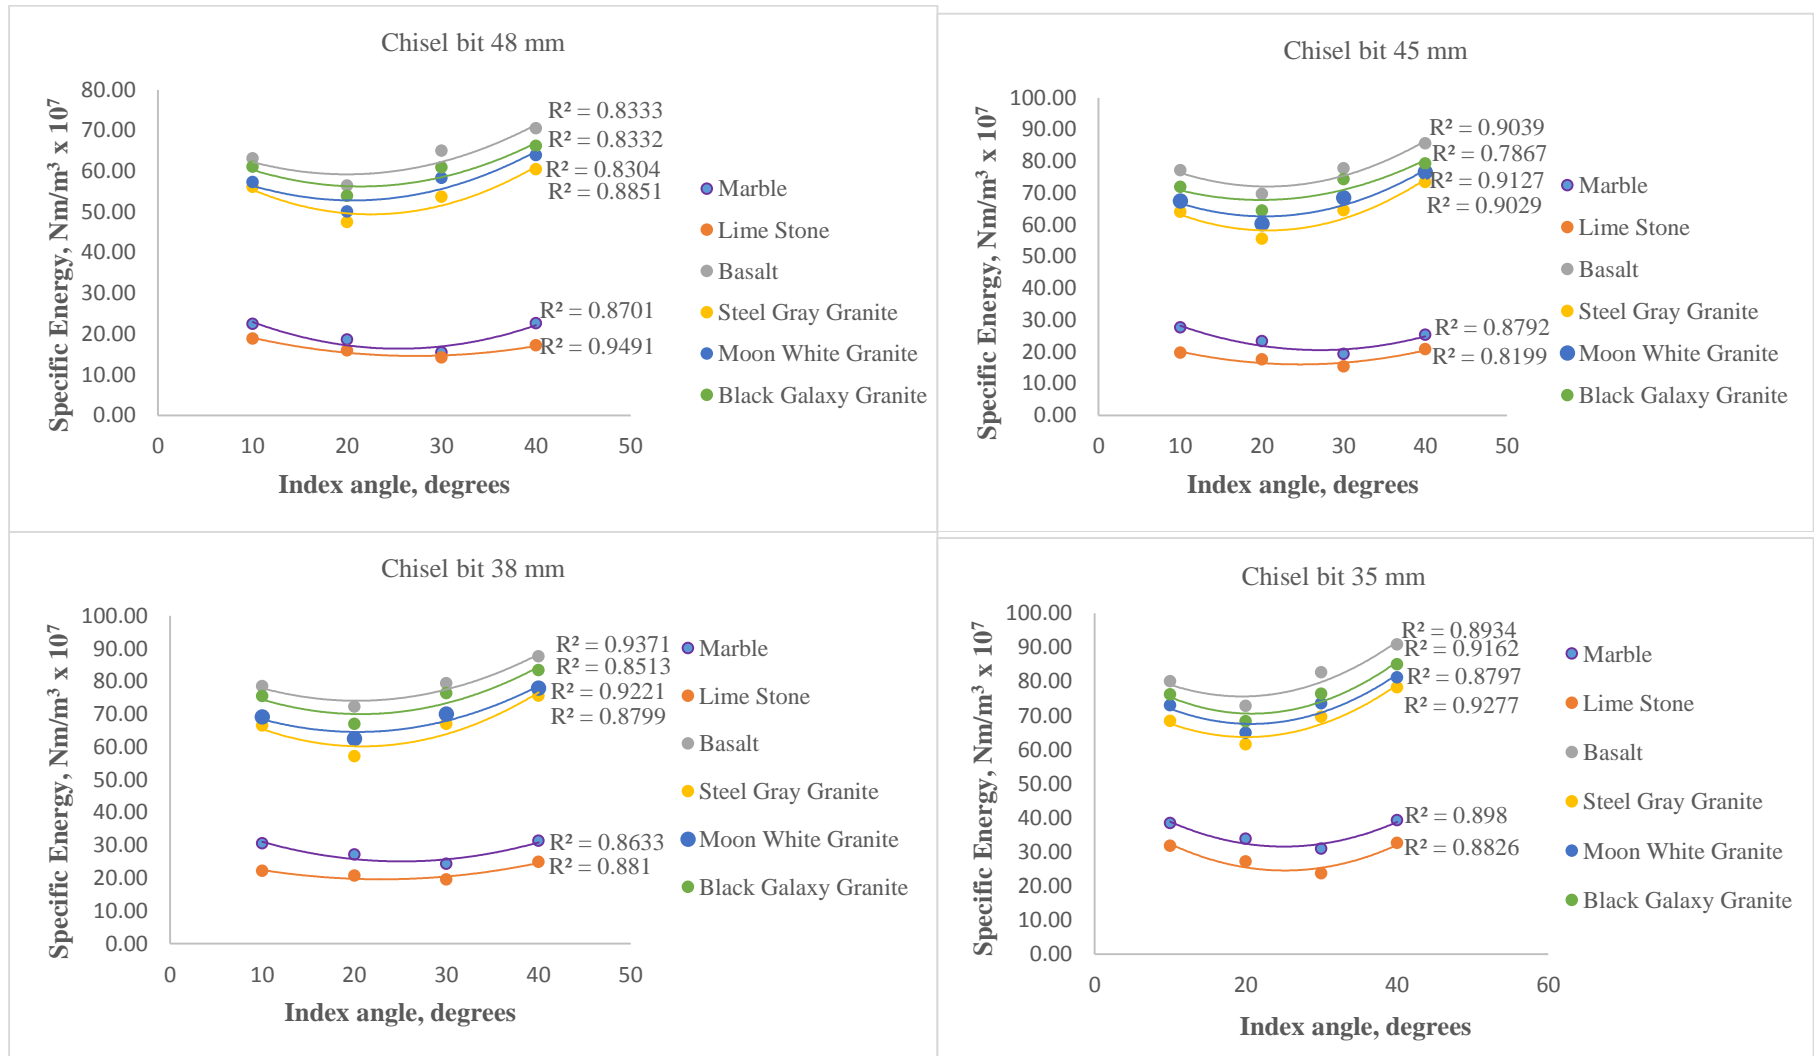 Chisel bit 48 mm
Specific Energy, Nm/m³ x 10⁷
80.00
70.00
60.00
50.00
40.00
30.00
20.00
10.00
0.00
0 10 20 30 40 50
Index angle, degrees
R² = 0.8333
R² = 0.8332
R² = 0.8304
R² = 0.8851
R² = 0.8701
R² = 0.9491
Marble
Lime Stone
Basalt
Steel Gray Granite
Moon White Granite
Black Galaxy Granite
Chisel bit 45 mm
Specific Energy, Nm/m³ x 10⁷
100.00
90.00
80.00
70.00
60.00
50.00
40.00
30.00
20.00
10.00
0.00
0 10 20 30 40 50
Index angle, degrees
R² = 0.9039
R² = 0.7867
R² = 0.9127
R² = 0.9029
R² = 0.8792
R² = 0.8199
Marble
Lime Stone
Basalt
Steel Gray Granite
Moon White Granite
Black Galaxy Granite
Chisel bit 38 mm
Specific Energy, Nm/m³ x 10⁷
100.00
90.00
80.00
70.00
60.00
50.00
40.00
30.00
20.00
10.00
0.00
0 10 20 30 40 50
Index angle, degrees
R² = 0.9371
R² = 0.8513
R² = 0.9221
R² = 0.8799
R² = 0.8633
R² = 0.881
Marble
Lime Stone
Basalt
Steel Gray Granite
Moon White Granite
Black Galaxy Granite
Chisel bit 35 mm
Specific Energy, Nm/m³ x 10⁷
100.00
90.00
80.00
70.00
60.00
50.00
40.00
30.00
20.00
10.00
0.00
0 20 40 60
Index angle, degrees
R² = 0.8934
R² = 0.9162
R² = 0.8797
R² = 0.9277
R² = 0.898
R² = 0.8826
Marble
Lime Stone
Basalt
Steel Gray Granite
Moon White Granite
Black Galaxy Granite